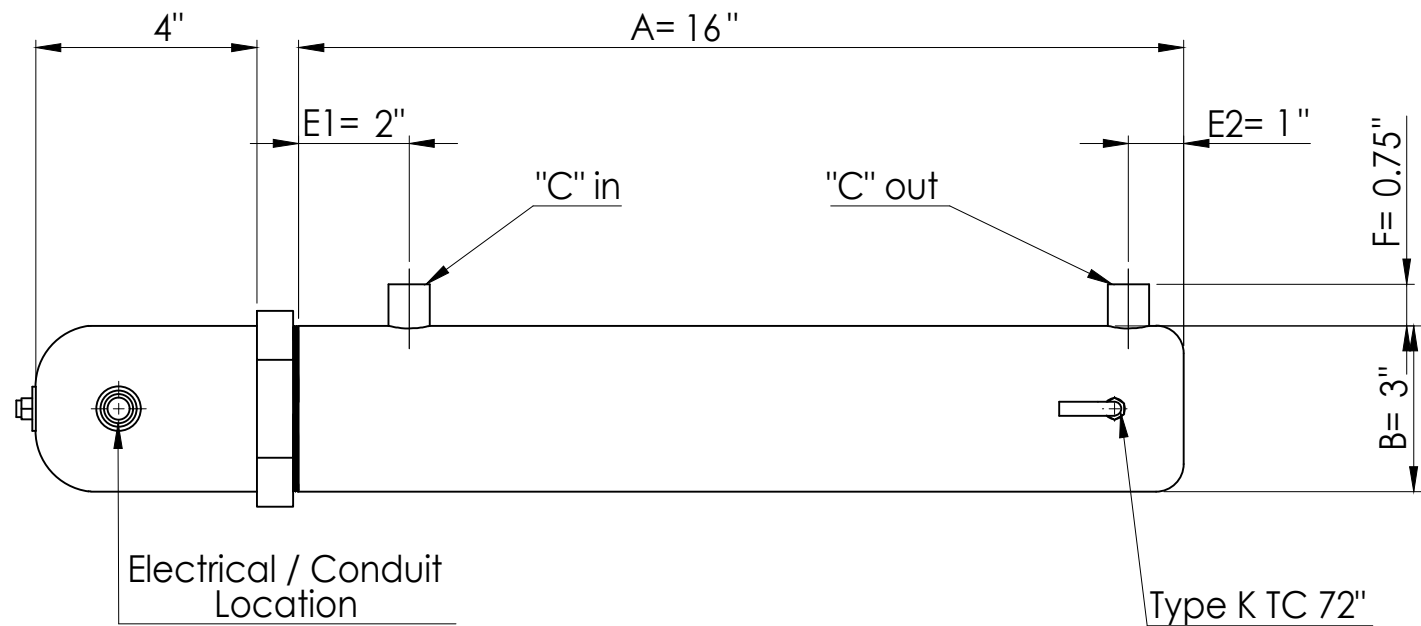 4"
A= 16"
E1= 2"
E2= 1"
F= 0.75"
"C" in
"C" out
B= 3"
Electrical / Conduit
Location
Type K TC 72"